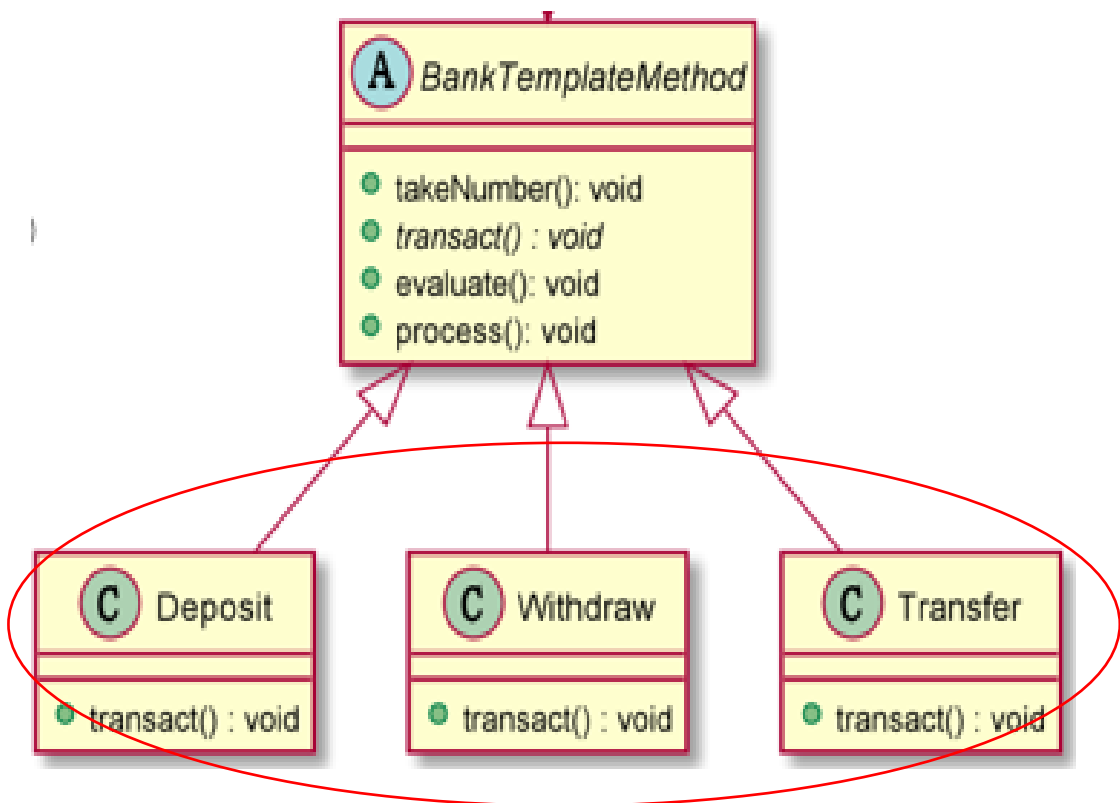 A BankTemplateMethod
takeNumber(): void
transact() : void
evaluate(): void
process(): void
C Deposit
transact() : void
C Withdraw
transact() : void
C Transfer
transact() : void